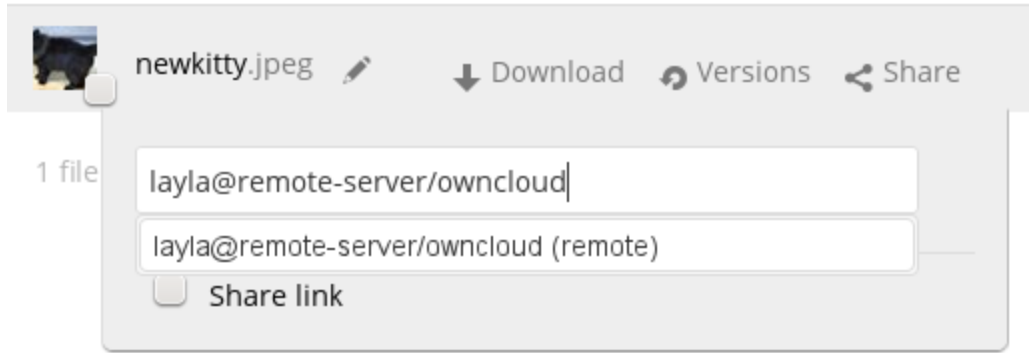 newkitty.jpeg Download Versions Share
1 file
layla@remote-server/owncloud
layla@remote-server/owncloud (remote)
Share link